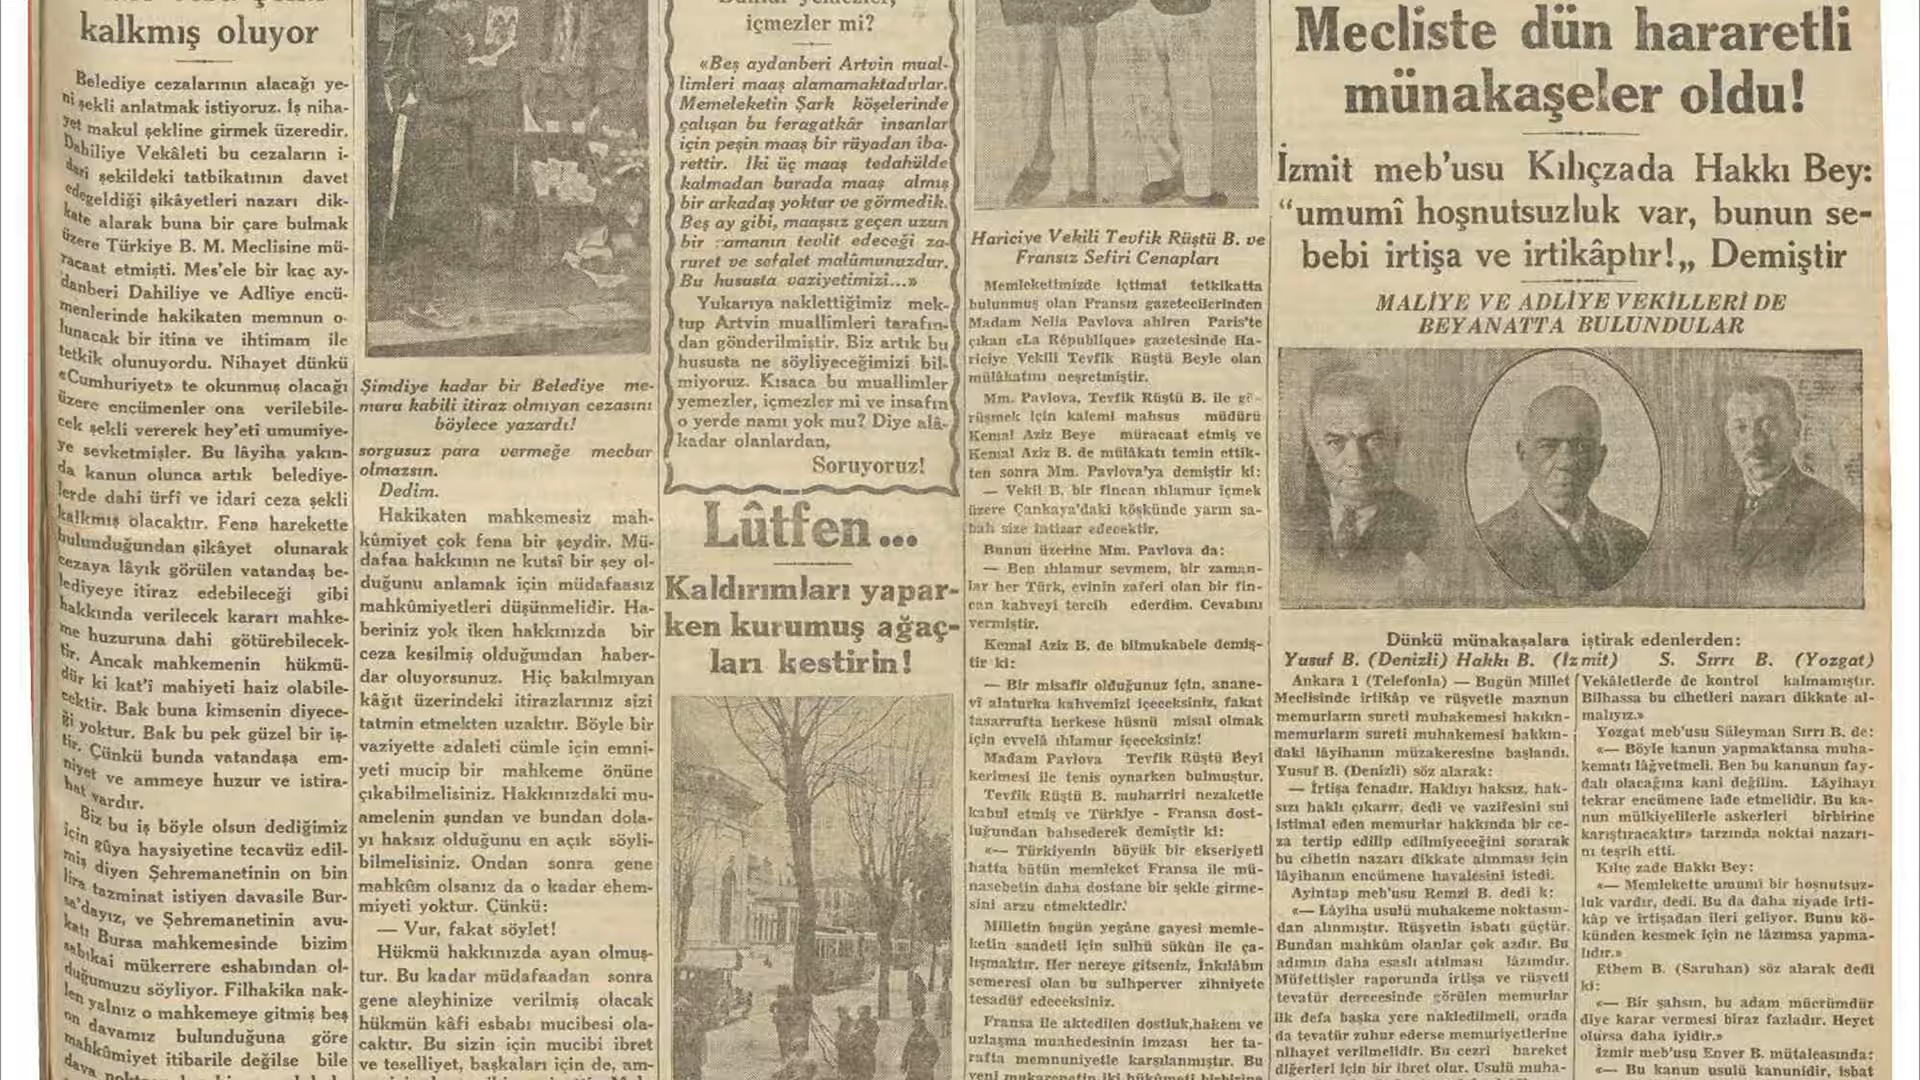 kalkmış oluyor
Belediye cezalarının alacağı ye-
ni şekli anlatmak istiyoruz. İş niha-
yet makul şekline girmek üzeredir.
Dahiliye Vekâleti bu cezaların i-
dari şekildeki tatbikatının davet
edegeldiği şikâyetleri nazarı dik-
kate alarak buna bir çare bulmak
üzere Türkiye B. M. Meclisine mü-
racaat etmişti. Mes'ele bir kaç ay-
danberi Dahiliye ve Adliye encü-
menlerinde hakikaten memnun o-
lunacak bir itina ve ihtimam ile
tetkik olunuyordu. Nihayet dünkü
«Cumhuriyet» te okunmuş olacağı
üzere encümenler ona verilebile-
cek şekli vererek hey'eti umumiye-
ye sevketmişler. Bu lâyiha yakın-
da kanun olunca artık belediye-
lerde dahi ürfi ve idari ceza şekli
kalkmış olacaktır. Fena harekette
bulunduğundan şikâyet olunarak
cezaya lâyık görülen vatandaş be-
lediyeye itiraz edebileceği gibi
hakkında verilecek kararı mahke-
me huzuruna dahi götürebilecek-
tir. Ancak mahkemenin hükmü-
dür ki kat'î mahiyeti haiz olabile-
cektir. Bak buna kimsenin diyece-
ği yoktur. Bak bu pek güzel bir iş-
tir. Çünkü bunda vatandaşa em-
niyet ve ammeye huzur ve istira-
hat vardır.
Biz bu iş böyle olsun dediğimiz
için gûya haysiyetine tecavüz edil-
miş diyen Şehremanetinin on bin
lira tazminat istiyen davasile Bur-
sa'dayız, ve Şehremanetinin avu-
katı Bursa mahkemesinde bizim
sabıkai mükerrere eshabından ol-
duğumuzu söyliyor. Filhakika nak-
len yalnız o mahkemeye gitmiş beş
on davamız bulunduğuna göre
mahkûmiyet itibarile değilse bile
Şimdiye kadar bir Belediye me-
muru kabili itiraz olmıyan cezasını
böylece yazardı!
sorgusuz para vermeğe mecbur
olmazsın.
Dedim.
Hakikaten mahkemesiz mah-
kûmiyet çok fena bir şeydir. Mü-
dafaa hakkının ne kutsî bir şey ol-
duğunu anlamak için müdafaasız
mahkûmiyetleri düşünmelidir. Ha-
beriniz yok iken hakkınızda bir
ceza kesilmiş olduğundan haber-
dar oluyorsunuz. Hiç bakılmıyan
kâğıt üzerindeki itirazlarınız sizi
tatmin etmekten uzaktır. Böyle bir
vaziyette adaleti cümle için emni-
yeti mucip bir mahkeme önüne
çıkabilmelisiniz. Hakkınızdaki mu-
amelenin şundan ve bundan dola-
yı haksız olduğunu en açık söyli-
bilmelisiniz. Ondan sonra gene
mahkûm olsanız da o kadar ehem-
miyeti yoktur. Çünkü:
— Vur, fakat söylet!
Hükmü hakkınızda ayan olmuş-
tur. Bu kadar müdafaadan sonra
gene aleyhinize verilmiş olacak
hükmün kâfi esbabı mucibesi ola-
caktır. Bu sizin için mucibi ibret
ve teselliyet, başkaları için de, am-
içmezler mi?
«Beş aydanberi Artvin mual-
limleri maaş alamamaktadırlar.
Memeleketin Şark köşelerinde
çalışan bu feragatkâr insanlar
için peşin maaş bir rüyadan iba-
rettir. Iki üç maaş tedahülde
kalmadan burada maaş almış
bir arkadaş yoktur ve görmedik.
Beş ay gibi, maaşsız geçen uzun
bir zamanın tevlit edeceği za-
ruret ve sefalet malûmunuzdur.
Bu hususta vaziyetimizi...»
Yukarıya naklettiğimiz mek-
tup Artvin muallimleri tarafın-
dan gönderilmiştir. Biz artık bu
hususta ne söyliyeceğimizi bil-
miyoruz. Kısaca bu muallimler
yemezler, içmezler mi ve insafın
o yerde namı yok mu? Diye alâ-
kadar olanlardan,
Soruyoruz!
Lûtfen...
Kaldırımları yapar-
ken kurumuş ağaç-
ları kestirin!
Hariciye Vekili Tevfik Rüştü B. ve
Fransız Sefiri Cenapları
Memleketimizde içtimai tetkikatta
bulunmuş olan Fransız gazetecilerinden
Madam Nelia Pavlova ahiren Paris'te
çıkan «La République» gazetesinde Ha-
riciye Vekili Tevfik Rüştü Beyle olan
mülâkatını neşretmiştir.
Mm. Pavlova, Tevfik Rüştü B. ile gö-
rüşmek için kalemi mahsus müdürü
Kemal Aziz Beye müracaat etmiş ve
Kemal Aziz B. de mülâkatı temin ettik-
ten sonra Mm. Pavlova'ya demiştir ki:
— Vekil B. bir fincan ıhlamur içmek
üzere Çankaya'daki köşkünde yarın sa-
bah size intizar edecektir.
Bunun üzerine Mm. Pavlova da:
— Ben ıhlamur sevmem, bir zaman-
lar her Türk, evinin zaferi olan bir fin-
can kahveyi tercih ederdim. Cevabını
vermiştir.
Kemal Aziz B. de bilmukabele demiş-
tir ki:
— Bir misafir olduğunuz için, anane-
vî alaturka kahvemizi içeceksiniz, fakat
tasarrufta herkese hüsnü misal olmak
için evvelâ ıhlamur içeceksiniz!
Madam Pavlova Tevfik Rüştü Beyi
kerimesi ile tenis oynarken bulmuştur.
Tevfik Rüştü B. muharriri nezaketle
kabul etmiş ve Türkiye - Fransa dost-
luğundan bahsederek demiştir ki:
«— Türkiyenin büyük bir ekseriyeti
hatta bütün memleket Fransa ile mü-
nasebetin daha dostane bir şekle girme-
sini arzu etmektedir.
Milletin bugün yegâne gayesi memle-
ketin saadeti için sulhü sükûn ile ça-
lışmaktır. Her nereye gitseniz, İnkılâbın
semeresi olan bu sulhperver zihniyete
tesadüf edeceksiniz.
Fransa ile aktedilen dostluk,hakem ve
uzlaşma muahedesinin imzası her ta-
rafta memnuniyetle karşılanmıştır. Bu
Mecliste dün hararetli
münakaşeler oldu!
İzmit meb'usu Kılıçzada Hakkı Bey:
“umumî hoşnutsuzluk var, bunun se-
bebi irtişa ve irtikâptır!„ Demiştir
MALİYE VE ADLİYE VEKİLLERİ DE
BEYANATTA BULUNDULAR
Dünkü münakaşalara iştirak edenlerden:
Yusuf B. (Denizli) Hakkı B. (İzmit) S. Sırrı B. (Yozgat)
Ankara 1 (Telefonla) — Bugün Millet
Meclisinde irtikâp ve rüşvetle maznun
memurların sureti muhakemesi hakıkn-
memurların sureti muhakemesi hakkın-
daki lâyihanın müzakeresine başlandı.
Yusuf B. (Denizli) söz alarak:
— İrtişa fenadır. Haklıyı haksız, hak-
sızı haklı çıkarır, dedi ve vazifesini sui
istimal eden memurlar hakkında bir ce-
za tertip edilip edilmiyeceğini sorarak
bu cihetin nazarı dikkate alınması için
lâyihanın encümene havalesini istedi.
Ayintap meb'usu Remzi B. dedi k:
«— Lâyiha usulü muhakeme noktasın-
dan alınmıştır. Rüşvetin isbatı güçtür.
Bundan mahkûm olanlar çok azdır. Bu
adımın daha esaslı atılması lâzımdır.
Müfettişler raporunda irtişa ve rüşveti
tevatür derecesinde görülen memurlar
ilk defa başka yere nakledilmeli, orada
da tevatür zuhur ederse memuriyetlerine
nihayet verilmelidir. Bu cezri hareket
diğerleri için bir ibret olur. Usulü muha-
Vekâletlerde de kontrol kalmamıştır.
Bilhassa bu cihetleri nazarı dikkate al-
malıyız.»
Yozgat meb'usu Süleyman Sırrı B. de:
«— Böyle kanun yapmaktansa muha-
kematı lâğvetmeli. Ben bu kanunun fay-
dalı olacağına kani değilim. Lâyihayı
tekrar encümene iade etmelidir. Bu ka-
nun mülkiyelilerle askerleri birbirine
karıştıracaktır» tarzında noktai nazarı-
nı teşrih etti.
Kılıç zade Hakkı Bey:
«— Memlekette umumî bir hoşnutsuz-
luk vardır, dedi. Bu da daha ziyade irti-
kâp ve irtişadan ileri geliyor. Bunu kö-
künden kesmek için ne lâzımsa yapma-
lıdır.»
Ethem B. (Saruhan) söz alarak dedi
ki:
«— Bir şahsın, bu adam mücrimdür
diye karar vermesi biraz fazladır. Heyet
olursa daha iyidir.»
İzmir meb'usu Enver B. mütaleasında:
«— Bu kanun usulü kanunidir, isbat